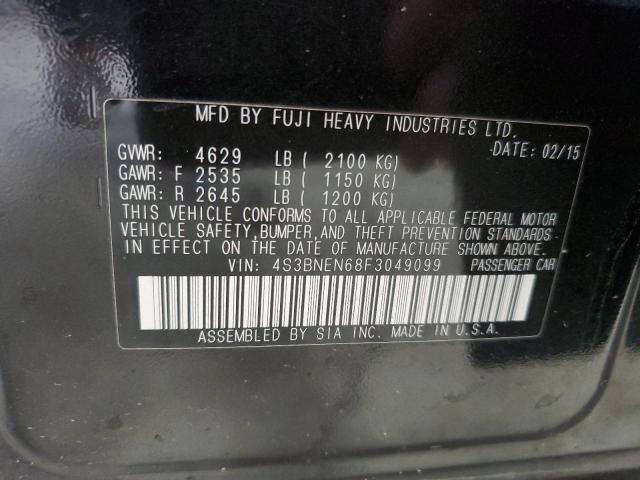 MFD BY FUJI HEAVY INDUSTRIES LTD.
DATE: 02/15
GVWR: 4629 LB ( 2100 KG)
GAWR: F 2535 LB ( 1150 KG)
GAWR: R 2645 LB ( 1200 KG)
THIS VEHICLE CONFORMS TO ALL APPLICABLE FEDERAL MOTOR
VEHICLE SAFETY, BUMPER, AND THEFT PREVENTION STANDARDS
IN EFFECT ON THE DATE OF MANUFACTURE SHOWN ABOVE.
VIN: 4S3BNEN68F3049099 PASSENGER CAR
ASSEMBLED BY SIA INC. MADE IN U.S.A.